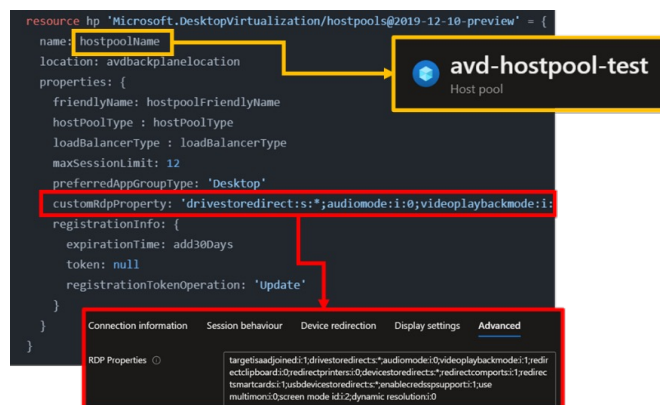 resource hp 'Microsoft.DesktopVirtualization/hostpools@2019-12-10-preview' = {
name: hostpoolName
location: avdbackplanelocation
properties: {
friendlyName: hostpoolFriendlyName
hostPoolType : hostPoolType
loadBalancerType : loadBalancerType
maxSessionLimit: 12
preferredAppGroupType: 'Desktop'
customRdpProperty: 'drivestoredirect:s:*;audiomode:i:0;videoplaybackmode:i:
registrationInfo: {
expirationTime: add30Days
token: null
registrationTokenOperation: 'Update'
}
}
}
avd-hostpool-test
Host pool
Connection information Session behaviour Device redirection Display settings Advanced
RDP Properties
targetisaadjoined:i:1;drivestoredirect:s:*;audiomode:i:0;videoplaybackmode:i:1;redir
ectclipboard:i:0;redirectprinters:i:0;devicestoredirect:s:*;redirectcomports:i:1;redirec
tsmartcards:i:1;usbdevicestoredirect:s:*;enablecredsspsupport:i:1;use
multimon:i:0;screen mode id:i:2;dynamic resolution:i:0